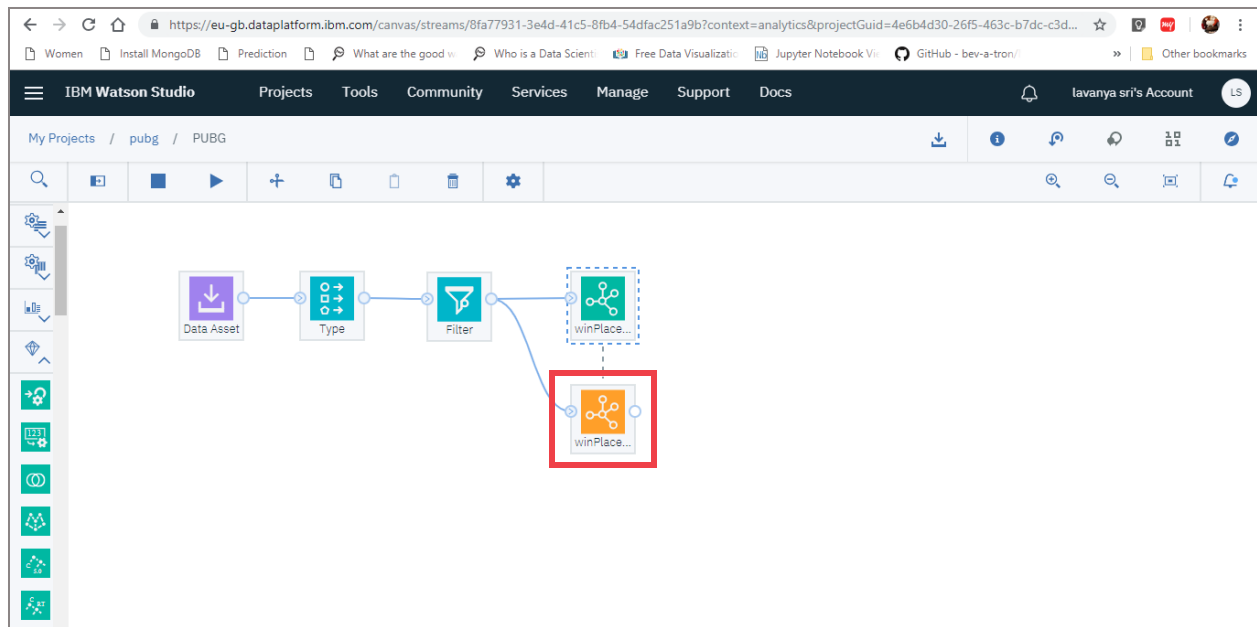 https://eu-gb.dataplatform.ibm.com/canvas/streams/8fa77931-3e4d-41c5-8fb4-54dfac251a9b?context=analytics&projectGuid=4e6b4d30-26f5-463c-b7dc-c3d...
Women Install MongoDB Prediction What are the good w Who is a Data Scient Free Data Visualizatio Jupyter Notebook Vi GitHub - bev-a-tron/ » Other bookmarks
IBM Watson Studio Projects Tools Community Services Manage Support Docs lavanya sri's Account LS
My Projects / pubg / PUBG
Data Asset Type Filter winPlace...
winPlace...